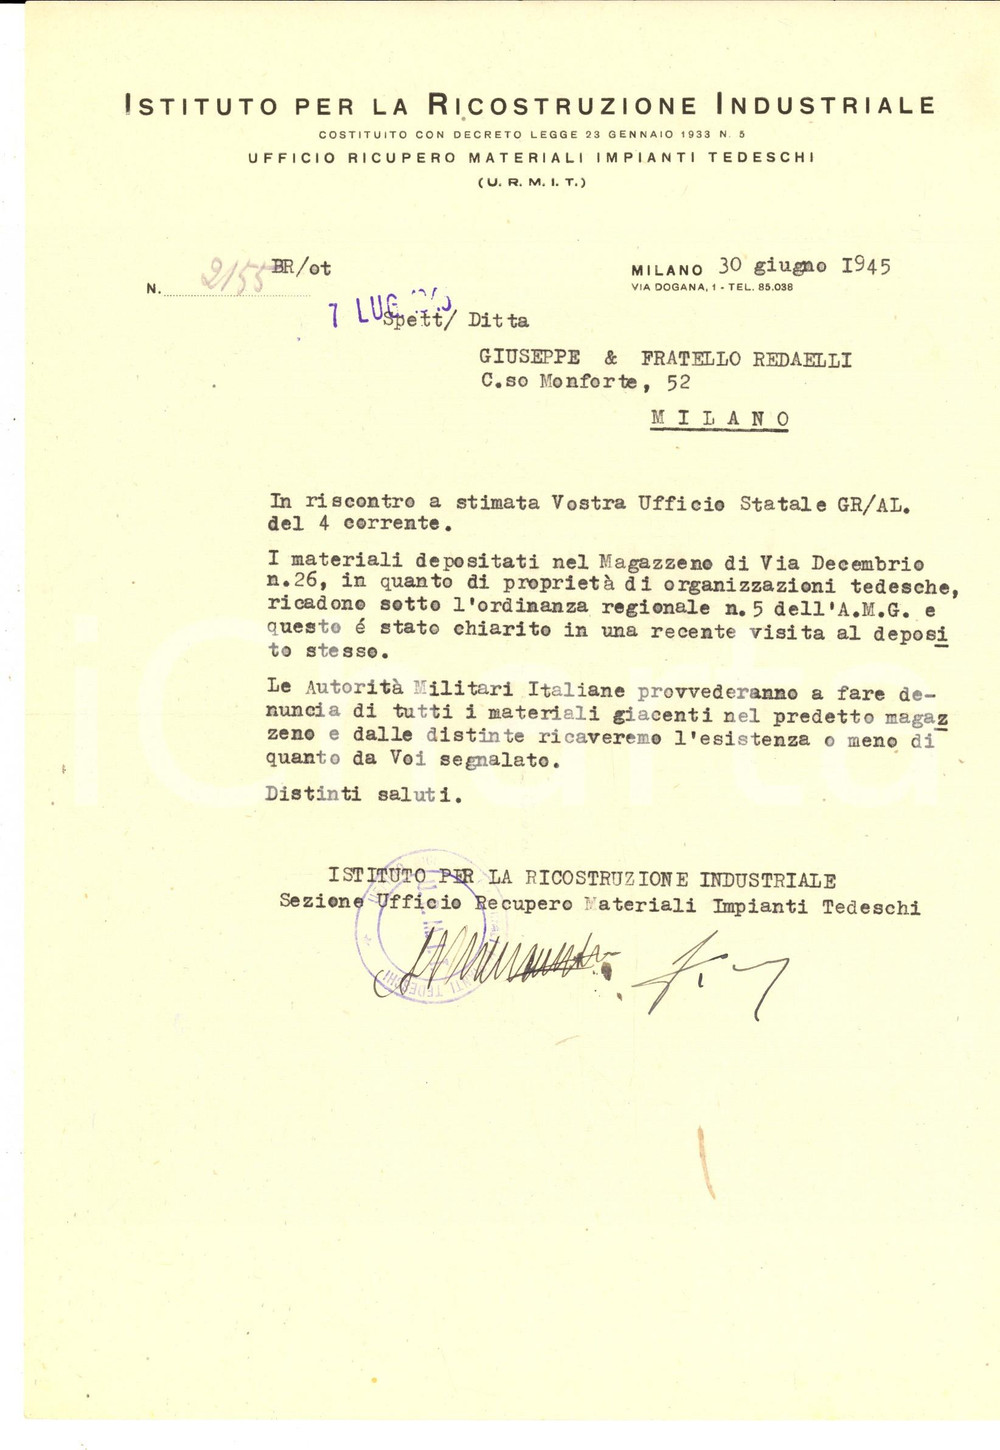 ISTITUTO PER LA RICOSTRUZIONE INDUSTRIALE
COSTITUITO CON DECRETO LEGGE 23 GENNAIO 1933 N. 5
UFFICIO RICUPERO MATERIALI IMPIANTI TEDESCHI
(U. R. M. I. T.)
N. 2155 BR/ot
MILANO 30 giugno 1945
VIA DOGANA, 1 - TEL. 85.038
7 LUG 1945
Spett/ Ditta
GIUSEPPE & FRATELLO REDAELLI
C.so Monforte, 52
MILANO
In riscontro a stimata Vostra Ufficio Statale GR/AL.
del 4 corrente.
I materiali depositati nel Magazzeno di Via Decembrio
n.26, in quanto di proprietà di organizzazioni tedesche,
ricadono sotto l'ordinanza regionale n.5 dell'A.M.G. e
questo é stato chiarito in una recente visita al deposi
to stesso.
Le Autorità Militari Italiane provvederanno a fare de-
nuncia di tutti i materiali giacenti nel predetto magaz
zeno e dalle distinte ricaveremo l'esistenza o meno di
quanto da Voi segnalato.
Distinti saluti.
ISTITUTO PER LA RICOSTRUZIONE INDUSTRIALE
Sezione Ufficio Recupero Materiali Impianti Tedeschi
TEDESCHI
iCharta